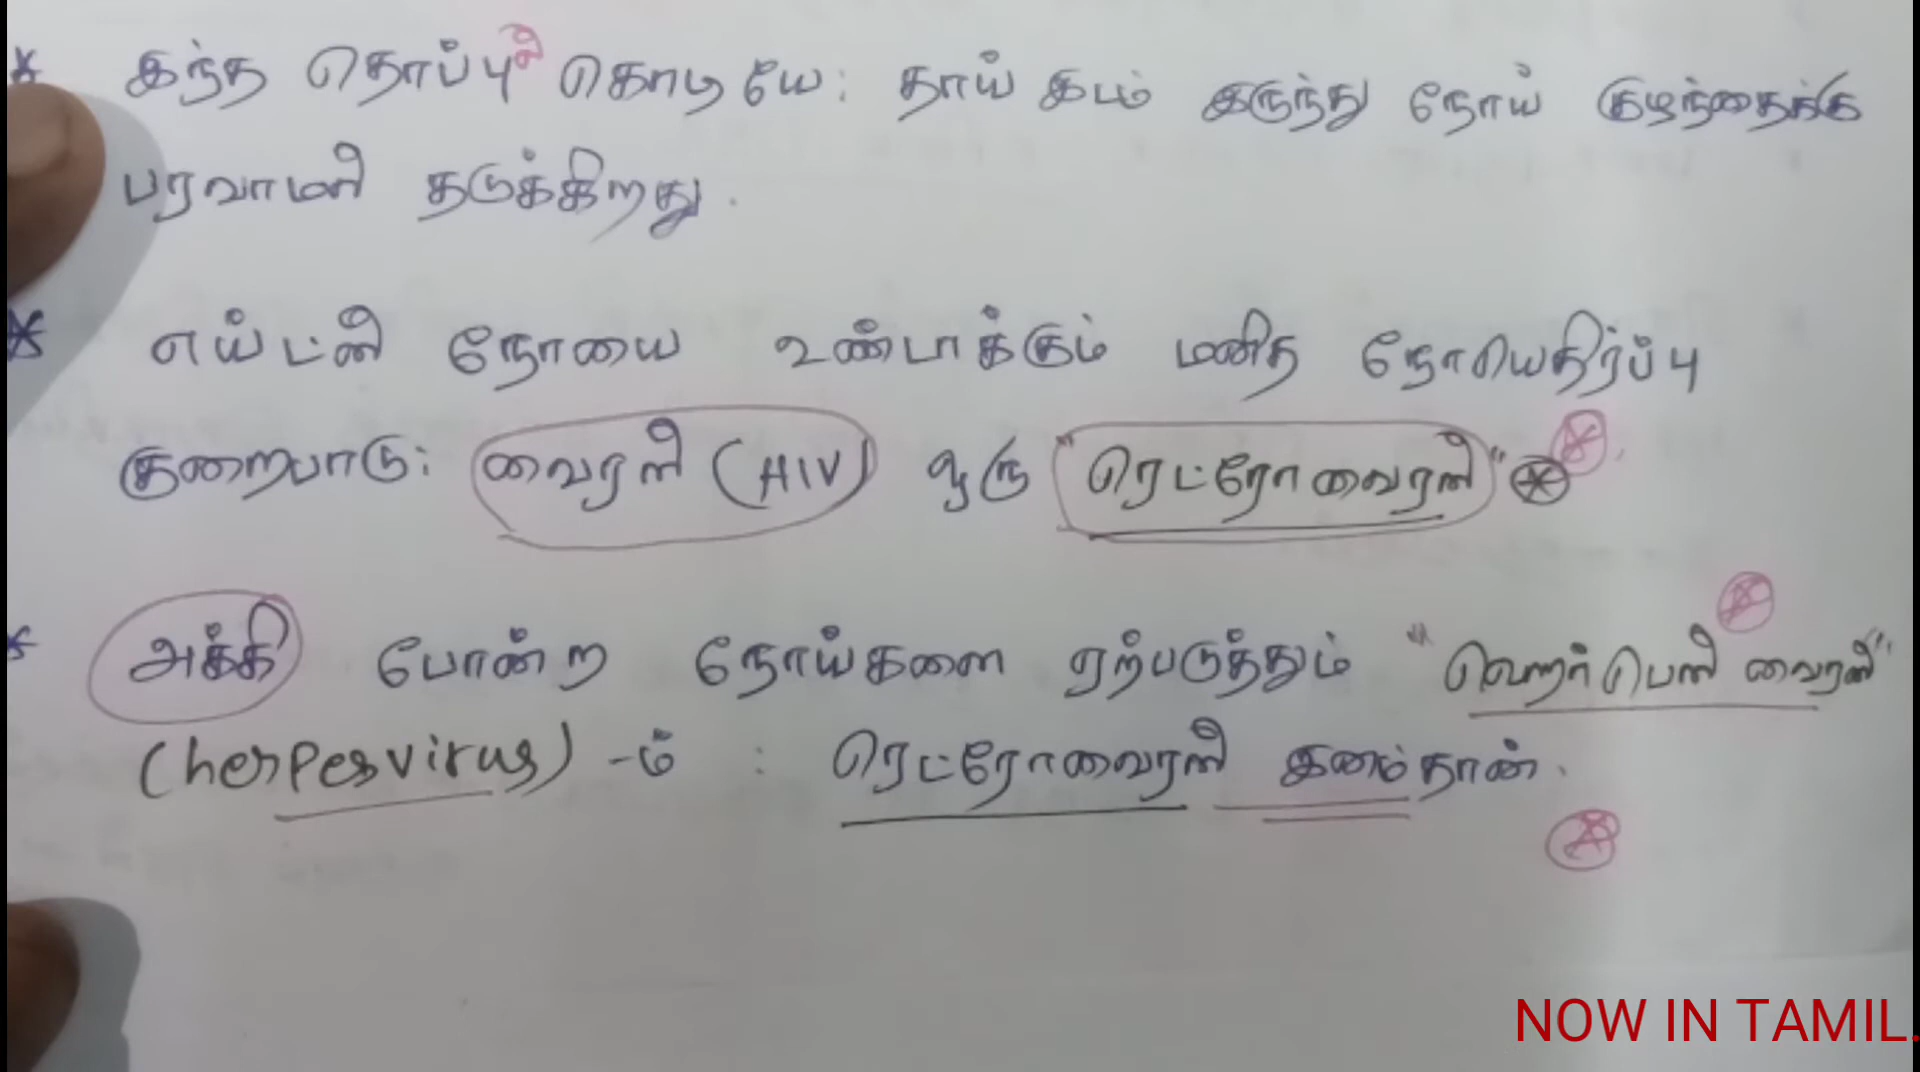 * இந்த தொப்புள் கொடியே: தாய் இடம் இருந்து நோய் குழந்தைக்கு
பரவாமல் தடுக்கிறது.
* எய்ட்ஸ் நோயை உண்டாக்கும் மனித நோயெதிர்ப்பு
குறைபாடு: வைரஸ் (HIV) ஒரு "ரெட்ரோவைரஸ்"
* அக்கி போன்ற நோய்களை ஏற்படுத்தும் "ஹெர்பெஸ் வைரஸ்"
(herpesvirus) -ம் : ரெட்ரோவைரஸ் இனம்தான்.
NOW IN TAMIL.